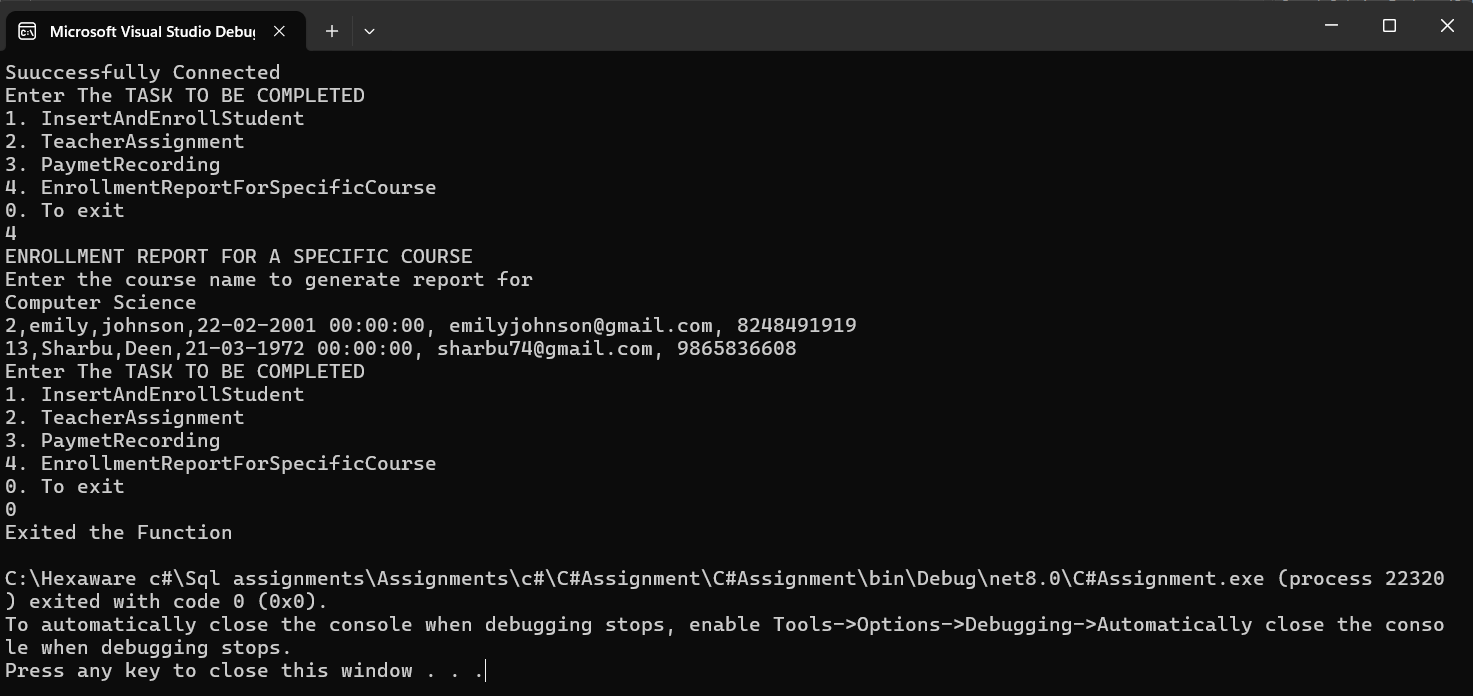 Microsoft Visual Studio Debug
Suuccessfully Connected
Enter The TASK TO BE COMPLETED
1. InsertAndEnrollStudent
2. TeacherAssignment
3. PaymetRecording
4. EnrollmentReportForSpecificCourse
0. To exit
4
ENROLLMENT REPORT FOR A SPECIFIC COURSE
Enter the course name to generate report for
Computer Science
2,emily,johnson,22-02-2001 00:00:00, emilyjohnson@gmail.com, 8248491919
13,Sharbu,Deen,21-03-1972 00:00:00, sharbu74@gmail.com, 9865836608
Enter The TASK TO BE COMPLETED
1. InsertAndEnrollStudent
2. TeacherAssignment
3. PaymetRecording
4. EnrollmentReportForSpecificCourse
0. To exit
0
Exited the Function
C:\Hexaware c#\Sql assignments\Assignments\c#\C#Assignment\C#Assignment\bin\Debug\net8.0\C#Assignment.exe (process 22320
) exited with code 0 (0x0).
To automatically close the console when debugging stops, enable Tools->Options->Debugging->Automatically close the conso
le when debugging stops.
Press any key to close this window . . .